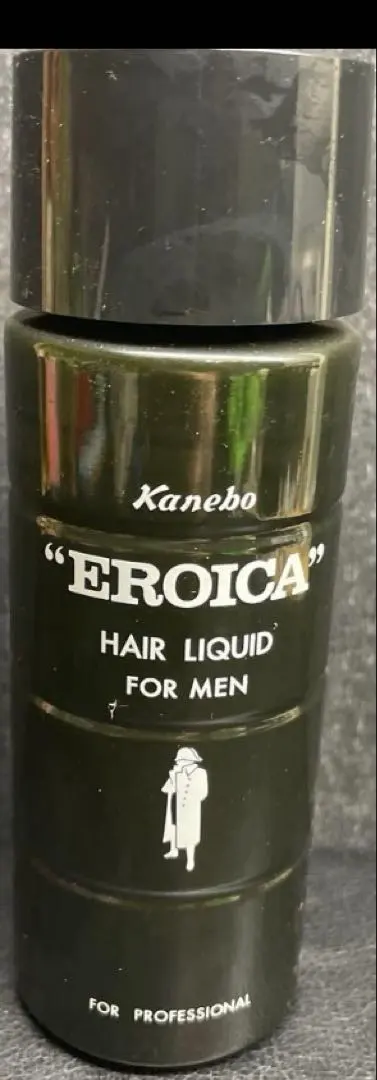 Kanebo
“EROICA”
HAIR LIQUID
FOR MEN
FOR PROFESSIONAL